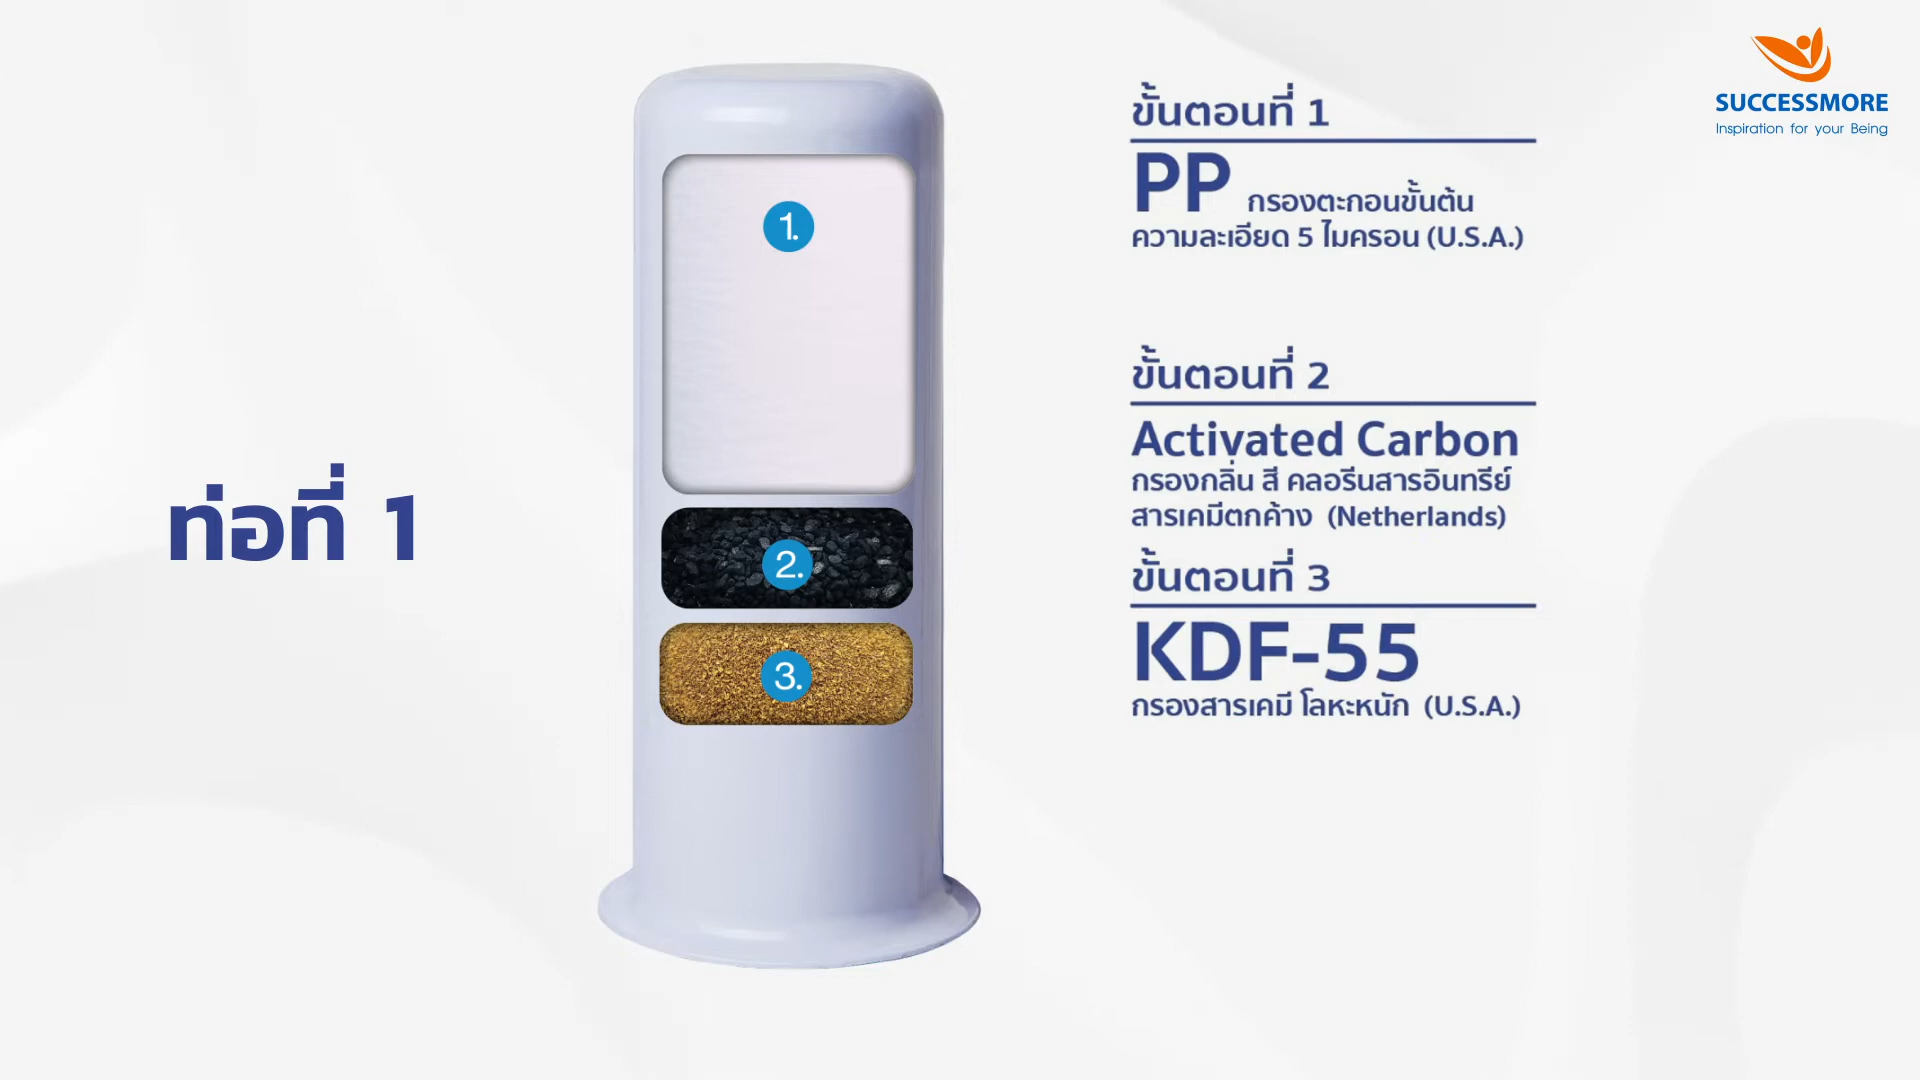 ท่อที่ 1
1.
2.
3.
ขั้นตอนที่ 1
PP กรองตะกอนขั้นต้น
ความละเอียด 5 ไมครอน (U.S.A.)
ขั้นตอนที่ 2
Activated Carbon
กรองกลิ่น สี คลอรีนสารอินทรีย์
สารเคมีตกค้าง (Netherlands)
ขั้นตอนที่ 3
KDF-55
กรองสารเคมี โลหะหนัก (U.S.A.)
SUCCESSMORE
Inspiration for your Being